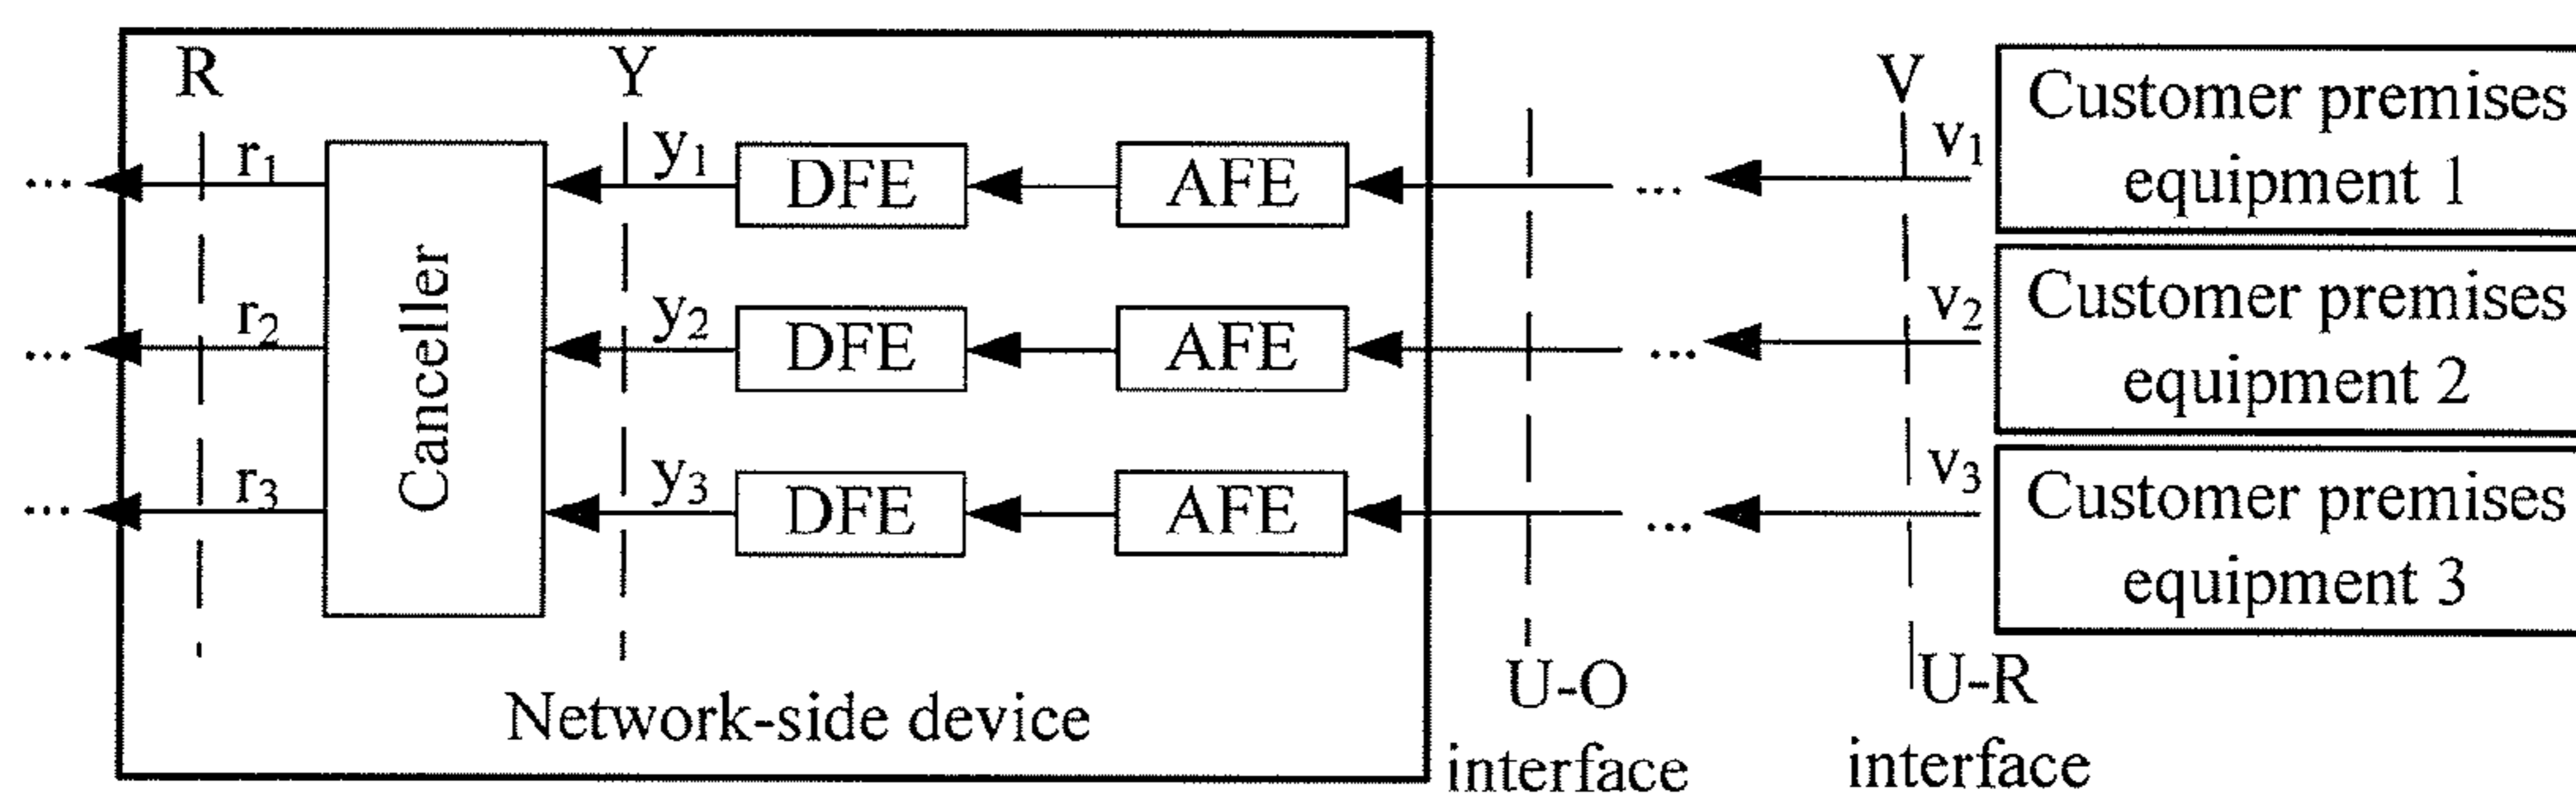 R
Y
V
Customer premises
equipment 1
... r1 y1 DFE AFE ... v1
Customer premises
equipment 2
... r2 y2 DFE AFE ... v2
Canceller
Customer premises
equipment 3
... r3 y3 DFE AFE ... v3
Network-side device
U-O
interface
U-R
interface